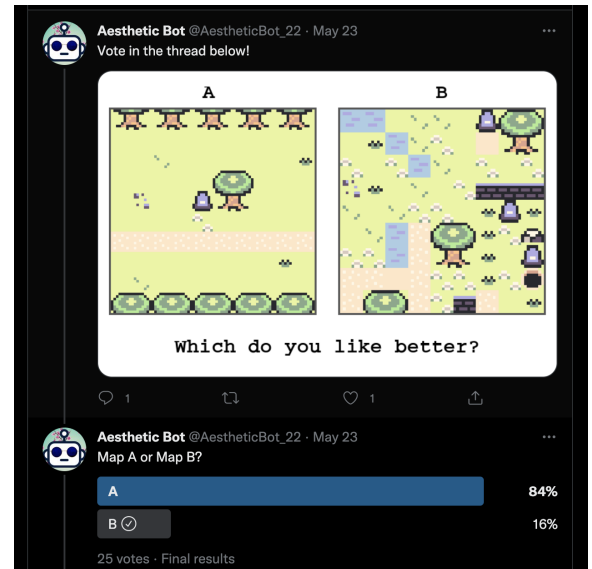 Aesthetic Bot @AestheticBot_22 · May 23
Vote in the thread below!
A B
Which do you like better?
1 1
Aesthetic Bot @AestheticBot_22 · May 23
Map A or Map B?
A 84%
B 16%
25 votes · Final results